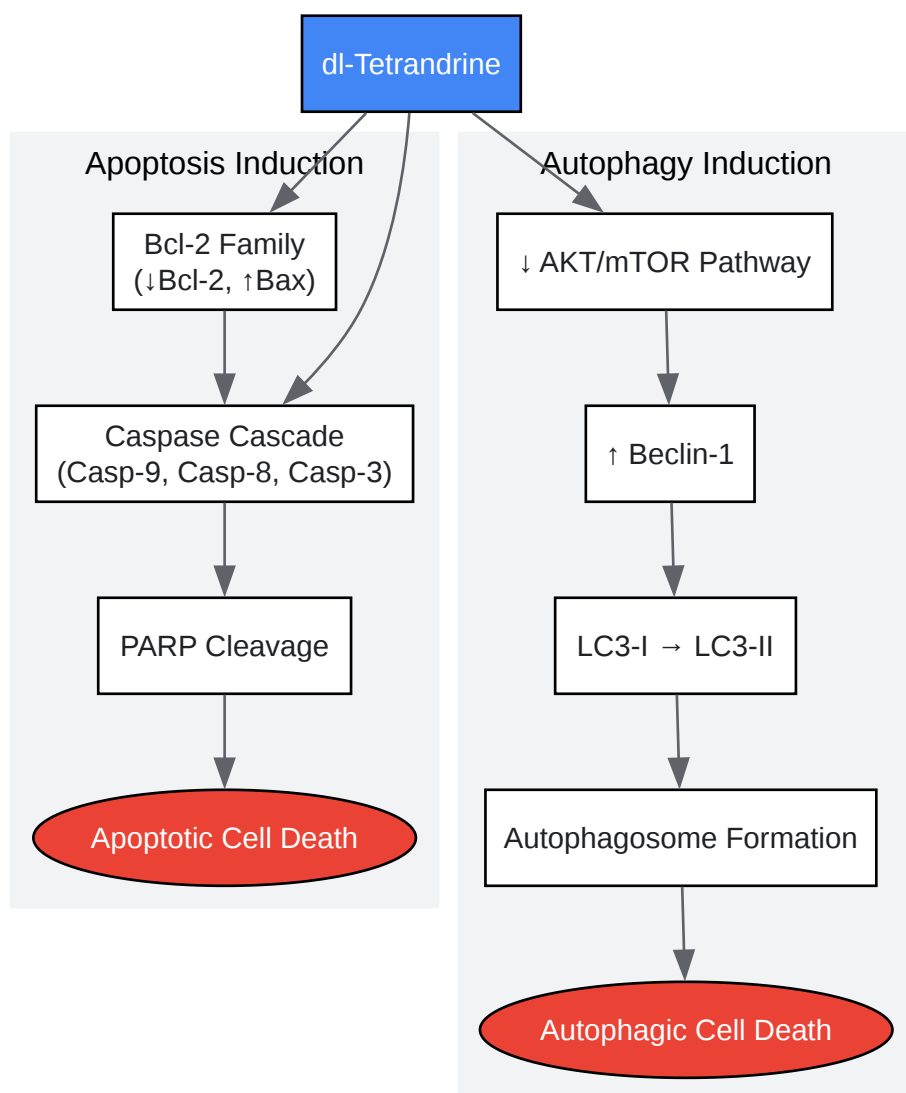 dl-Tetrandrine
Apoptosis Induction
Bcl-2 Family
(↓Bcl-2, ↑Bax)
Caspase Cascade
(Casp-9, Casp-8, Casp-3)
PARP Cleavage
Apoptotic Cell Death
Autophagy Induction
↓ AKT/mTOR Pathway
↑ Beclin-1
LC3-I → LC3-II
Autophagosome Formation
Autophagic Cell Death